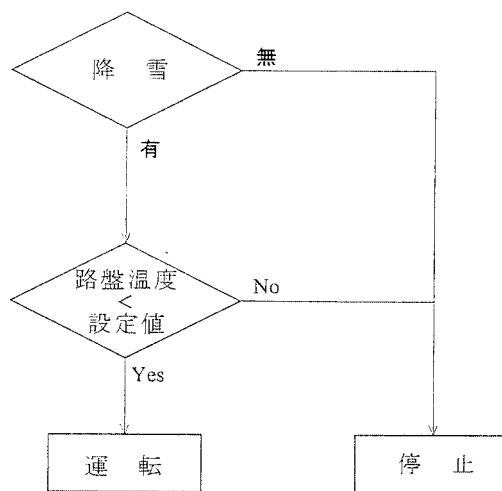 降 雪
無
有
路盤温度
<
設定値
No
Yes
運 転
停 止